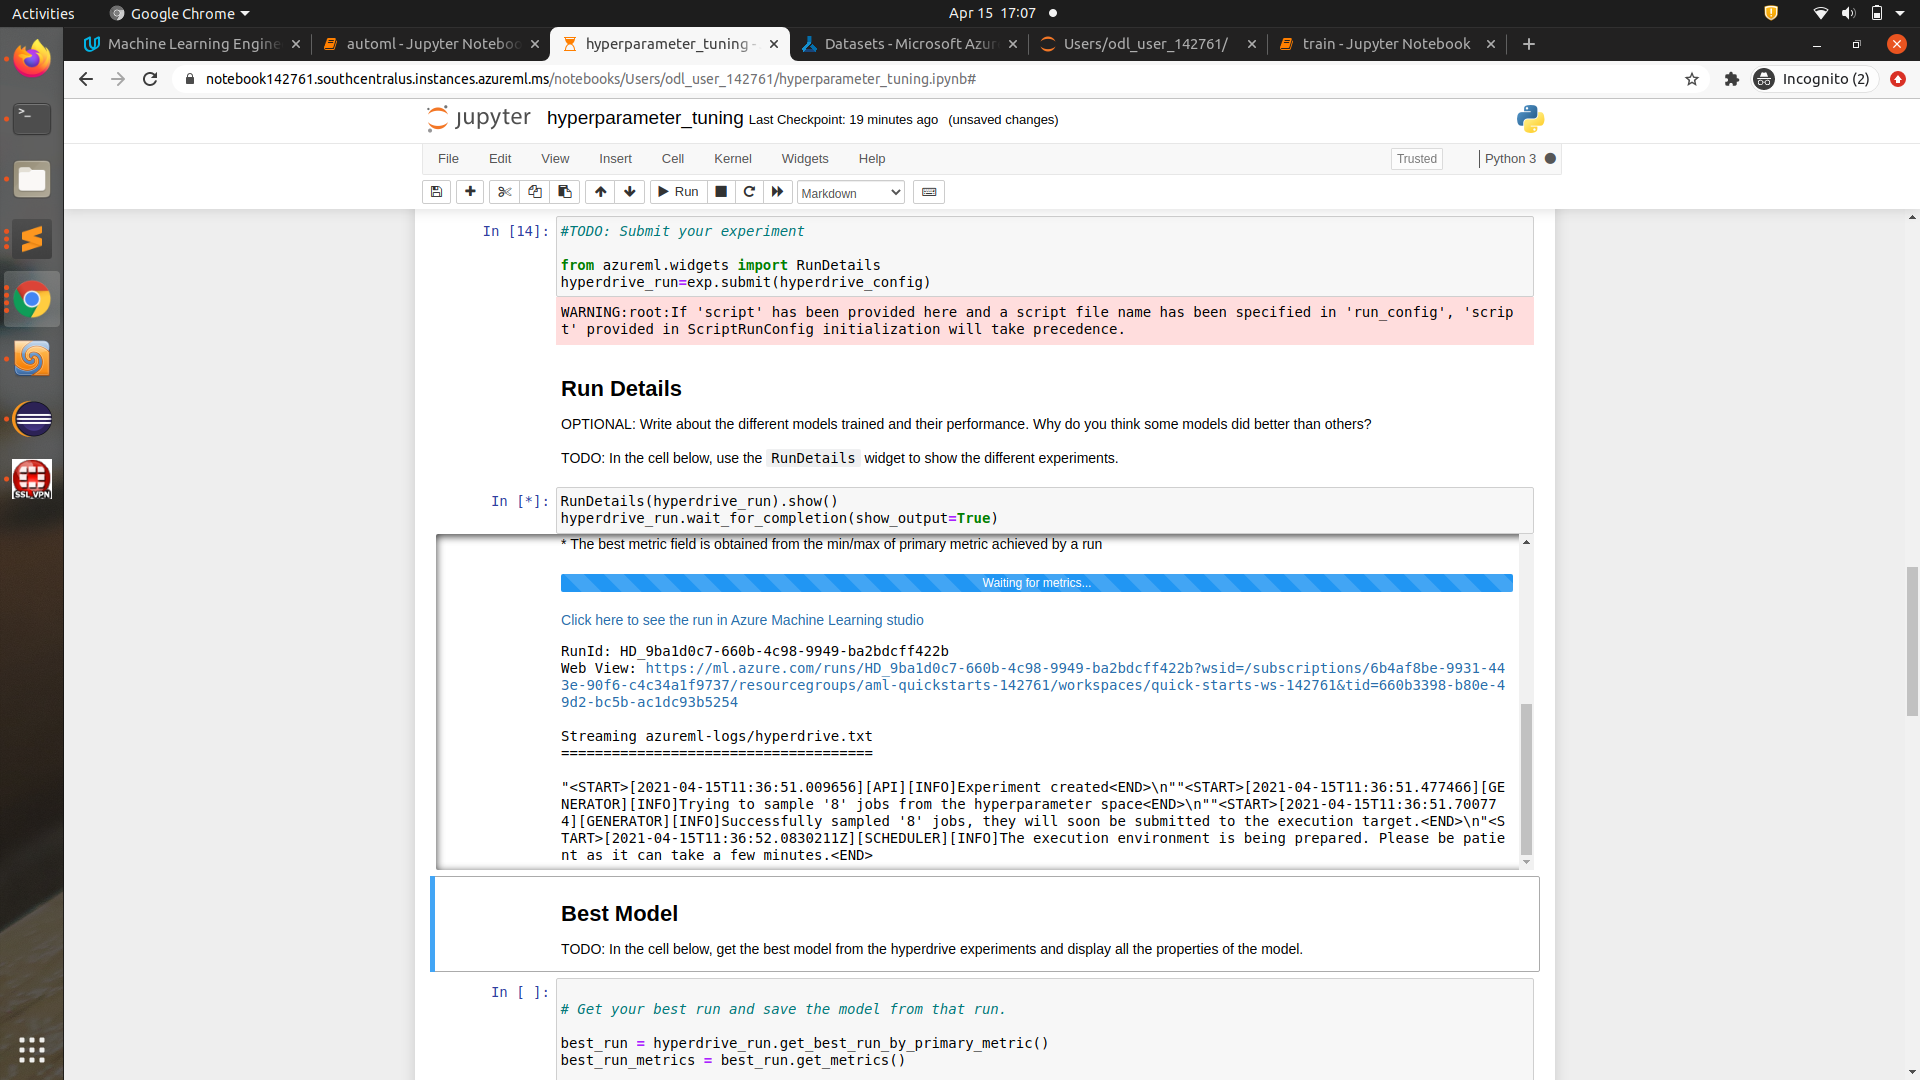 Activities
Google Chrome
Apr 15 17:07
Machine Learning Engine
automl - Jupyter Notebo
hyperparameter_tuning -
Datasets - Microsoft Azur
Users/odl_user_142761/
train - Jupyter Notebook
notebook142761.southcentralus.instances.azureml.ms/notebooks/Users/odl_user_142761/hyperparameter_tuning.ipynb#
Incognito (2)
jupyter
hyperparameter_tuning Last Checkpoint: 19 minutes ago (unsaved changes)
File Edit View Insert Cell Kernel Widgets Help
Trusted
Python 3
Run
Markdown
In [14]:
#TODO: Submit your experiment
from azureml.widgets import RunDetails
hyperdrive_run=exp.submit(hyperdrive_config)
WARNING:root:If 'script' has been provided here and a script file name has been specified in 'run_config', 'scrip
t' provided in ScriptRunConfig initialization will take precedence.
Run Details
OPTIONAL: Write about the different models trained and their performance. Why do you think some models did better than others?
TODO: In the cell below, use the RunDetails widget to show the different experiments.
In [*]:
RunDetails(hyperdrive_run).show()
hyperdrive_run.wait_for_completion(show_output=True)
* The best metric field is obtained from the min/max of primary metric achieved by a run
Waiting for metrics...
Click here to see the run in Azure Machine Learning studio
RunId: HD_9ba1d0c7-660b-4c98-9949-ba2bdcff422b
Web View: https://ml.azure.com/runs/HD_9ba1d0c7-660b-4c98-9949-ba2bdcff422b?wsid=/subscriptions/6b4af8be-9931-44
3e-90f6-c4c34a1f9737/resourcegroups/aml-quickstarts-142761/workspaces/quick-starts-ws-142761&tid=660b3398-b80e-4
9d2-bc5b-ac1dc93b5254
Streaming azureml-logs/hyperdrive.txt
=====================================
"<START>[2021-04-15T11:36:51.009656][API][INFO]Experiment created<END>\n""<START>[2021-04-15T11:36:51.477466][GE
NERATOR][INFO]Trying to sample '8' jobs from the hyperparameter space<END>\n""<START>[2021-04-15T11:36:51.70077
4][GENERATOR][INFO]Successfully sampled '8' jobs, they will soon be submitted to the execution target.<END>\n"<S
TART>[2021-04-15T11:36:52.0830211Z][SCHEDULER][INFO]The execution environment is being prepared. Please be patie
nt as it can take a few minutes.<END>
Best Model
TODO: In the cell below, get the best model from the hyperdrive experiments and display all the properties of the model.
In [ ]:
# Get your best run and save the model from that run.
best_run = hyperdrive_run.get_best_run_by_primary_metric()
best_run_metrics = best_run.get_metrics()
SSL VPN